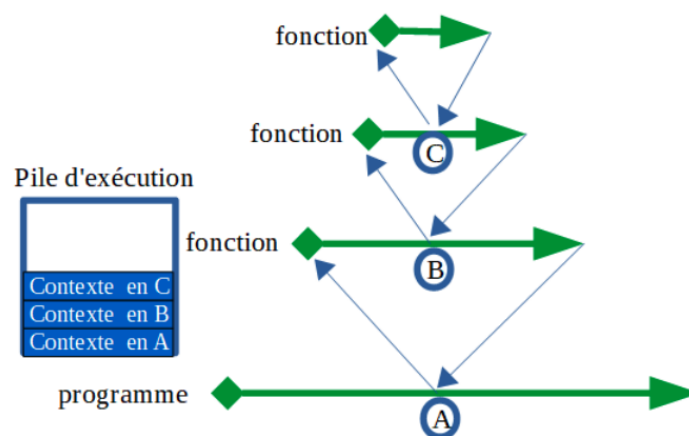 fonction
fonction
C
Pile d'exécution
fonction
B
Contexte en C
Contexte en B
Contexte en A
programme
A